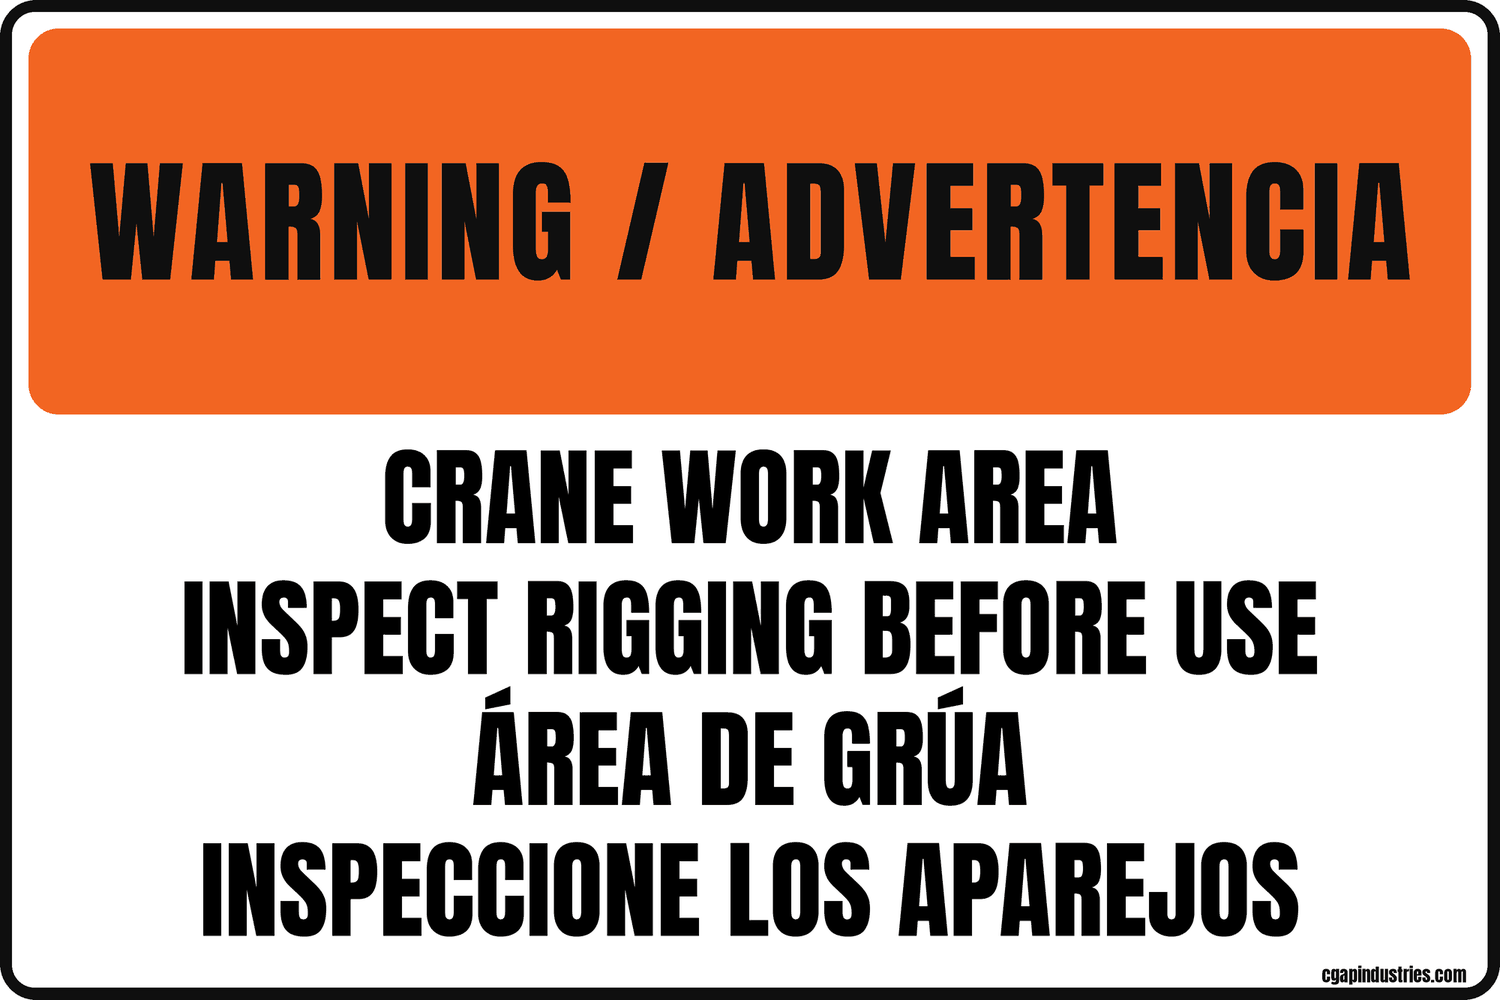 WARNING / ADVERTENCIA
CRANE WORK AREA
INSPECT RIGGING BEFORE USE
ÁREA DE GRÚA
INSPECCIONE LOS APAREJOS
cgapindustries.com